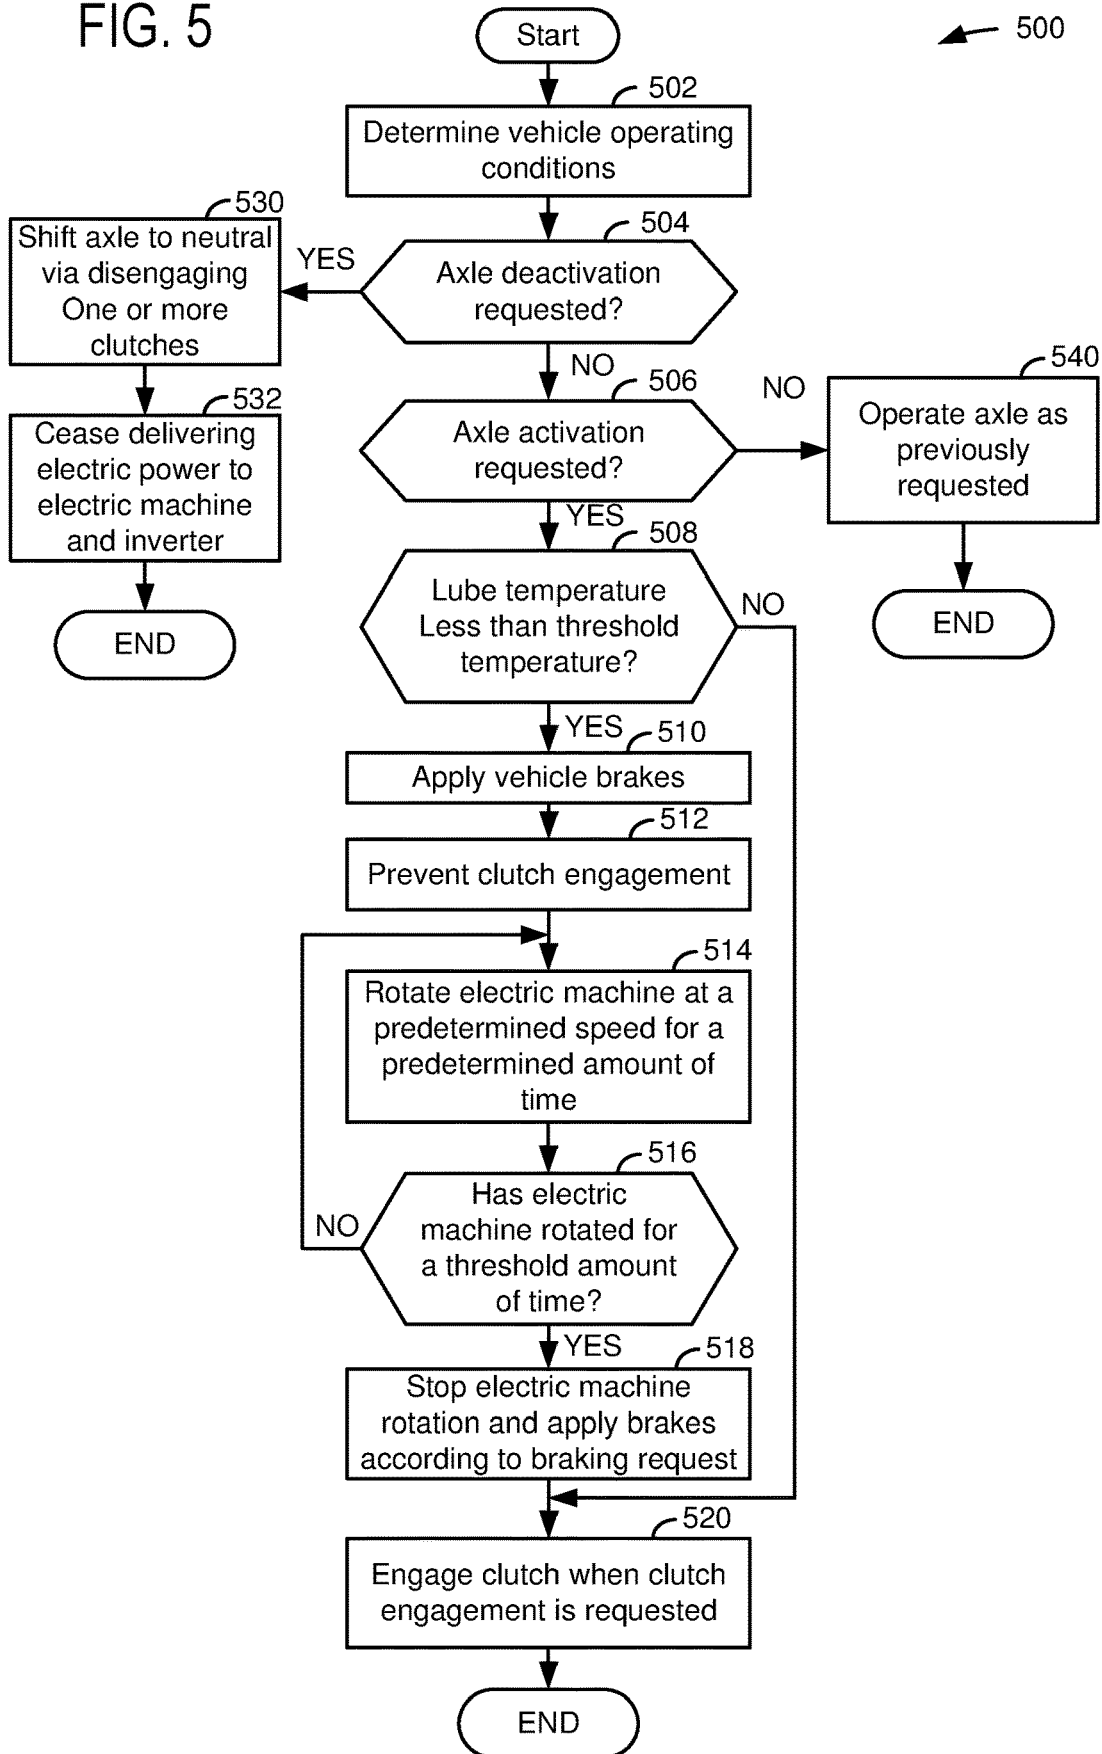 FIG. 5
500
Start
502
Determine vehicle operating
conditions
504
Axle deactivation
requested?
YES
530
Shift axle to neutral
via disengaging
One or more
clutches
532
Cease delivering
electric power to
electric machine
and inverter
END
NO
506
Axle activation
requested?
NO
540
Operate axle as
previously
requested
END
YES
508
Lube temperature
Less than threshold
temperature?
NO
YES
510
Apply vehicle brakes
512
Prevent clutch engagement
514
Rotate electric machine at a
predetermined speed for a
predetermined amount of
time
516
Has electric
machine rotated for
a threshold amount
of time?
NO
YES
518
Stop electric machine
rotation and apply brakes
according to braking request
520
Engage clutch when clutch
engagement is requested
END